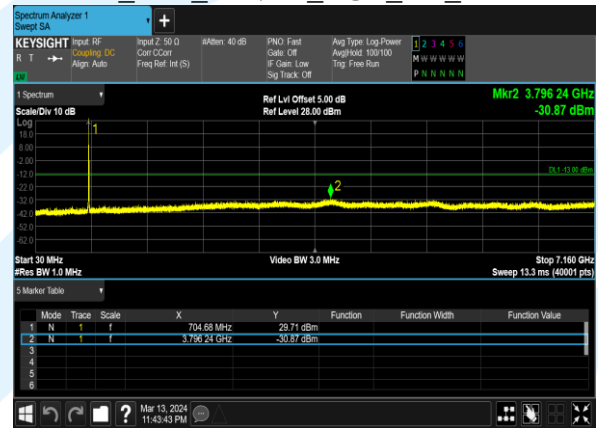 Spectrum Analyzer 1
Swept SA
KEYSIGHT Input: RF Input Z: 50 Ω #Atten: 40 dB PNO: Fast Avg Type: Log-Power 1 2 3 4 5 6
R T Coupling: DC Corr CCorr Gate: Off Avg|Hold: 100/100 M W W W W W
Align: Auto Freq Ref: Int (S) IF Gain: Low Trig: Free Run
Sig Track: Off P N N N N N
1 Spectrum Ref Lvl Offset 5.00 dB Mkr2 3.796 24 GHz
Scale/Div 10 dB Ref Level 28.00 dBm -30.87 dBm
Log
18.0 1
8.00
-2.00
-12.0 DL1 -13.00 dBm
-22.0 2
-32.0
-42.0
-52.0
-62.0
Start 30 MHz Video BW 3.0 MHz Stop 7.160 GHz
#Res BW 1.0 MHz Sweep 13.3 ms (40001 pts)
5 Marker Table
Mode Trace Scale X Y Function Function Width Function Value
1 N 1 f 704.68 MHz 29.71 dBm
2 N 1 f 3.796 24 GHz -30.87 dBm
3
4
5
6
? Mar 13, 2024
11:43:43 PM